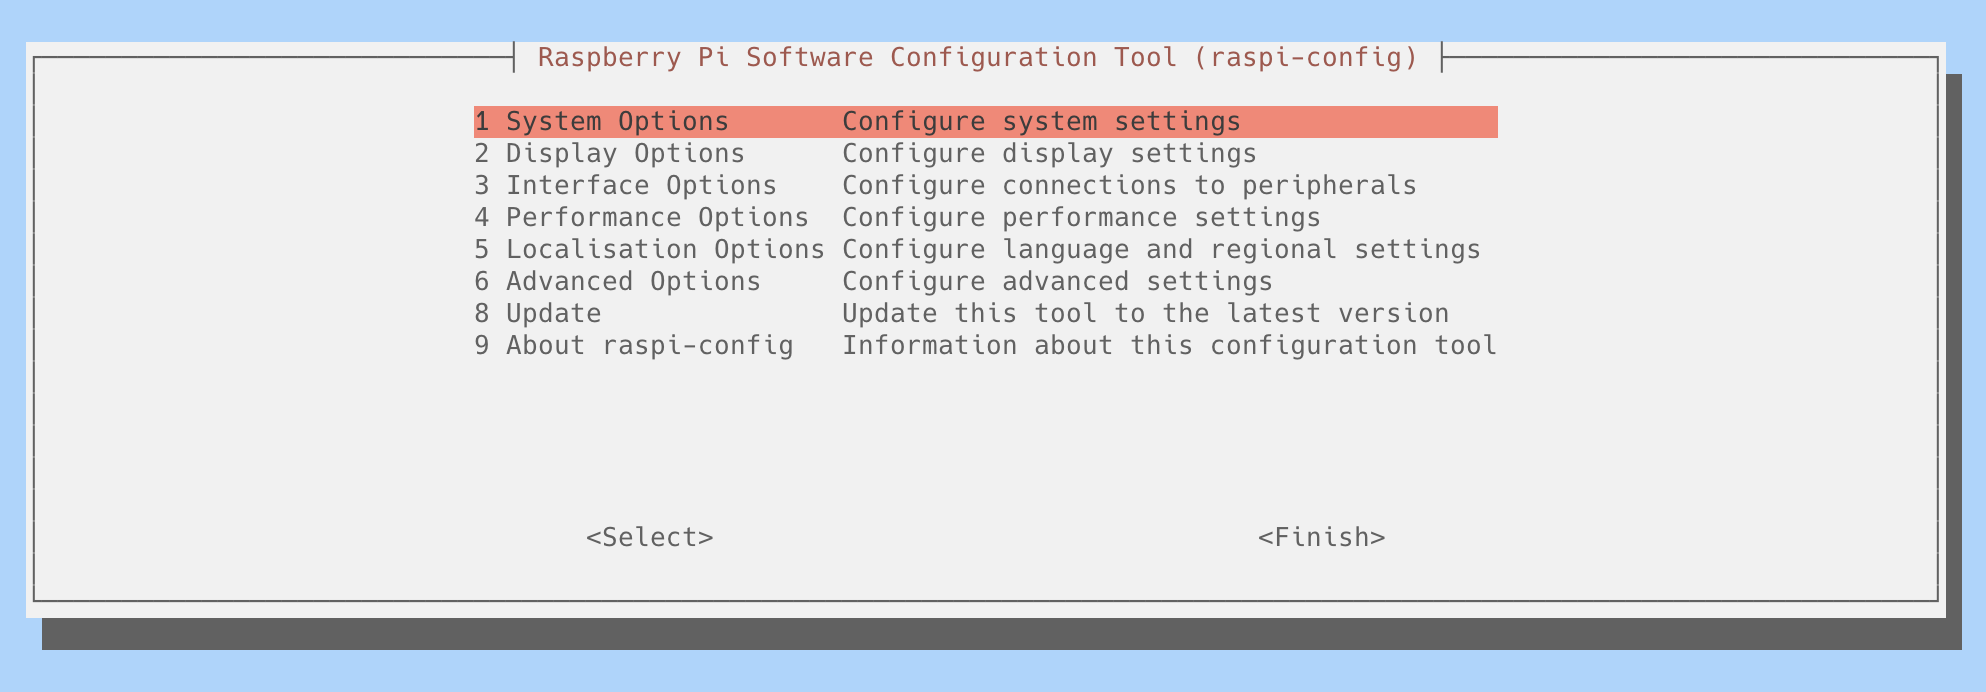 Raspberry Pi Software Configuration Tool (raspi-config)
1 System Options Configure system settings
2 Display Options Configure display settings
3 Interface Options Configure connections to peripherals
4 Performance Options Configure performance settings
5 Localisation Options Configure language and regional settings
6 Advanced Options Configure advanced settings
8 Update Update this tool to the latest version
9 About raspi-config Information about this configuration tool
<Select> <Finish>